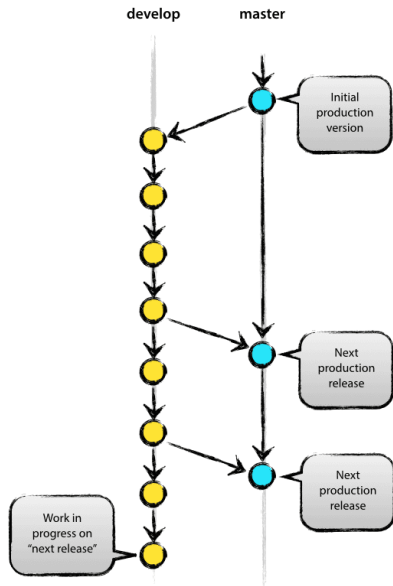 develop
master
Initial
production
version
Next
production
release
Next
production
release
Work in
progress on
“next release”